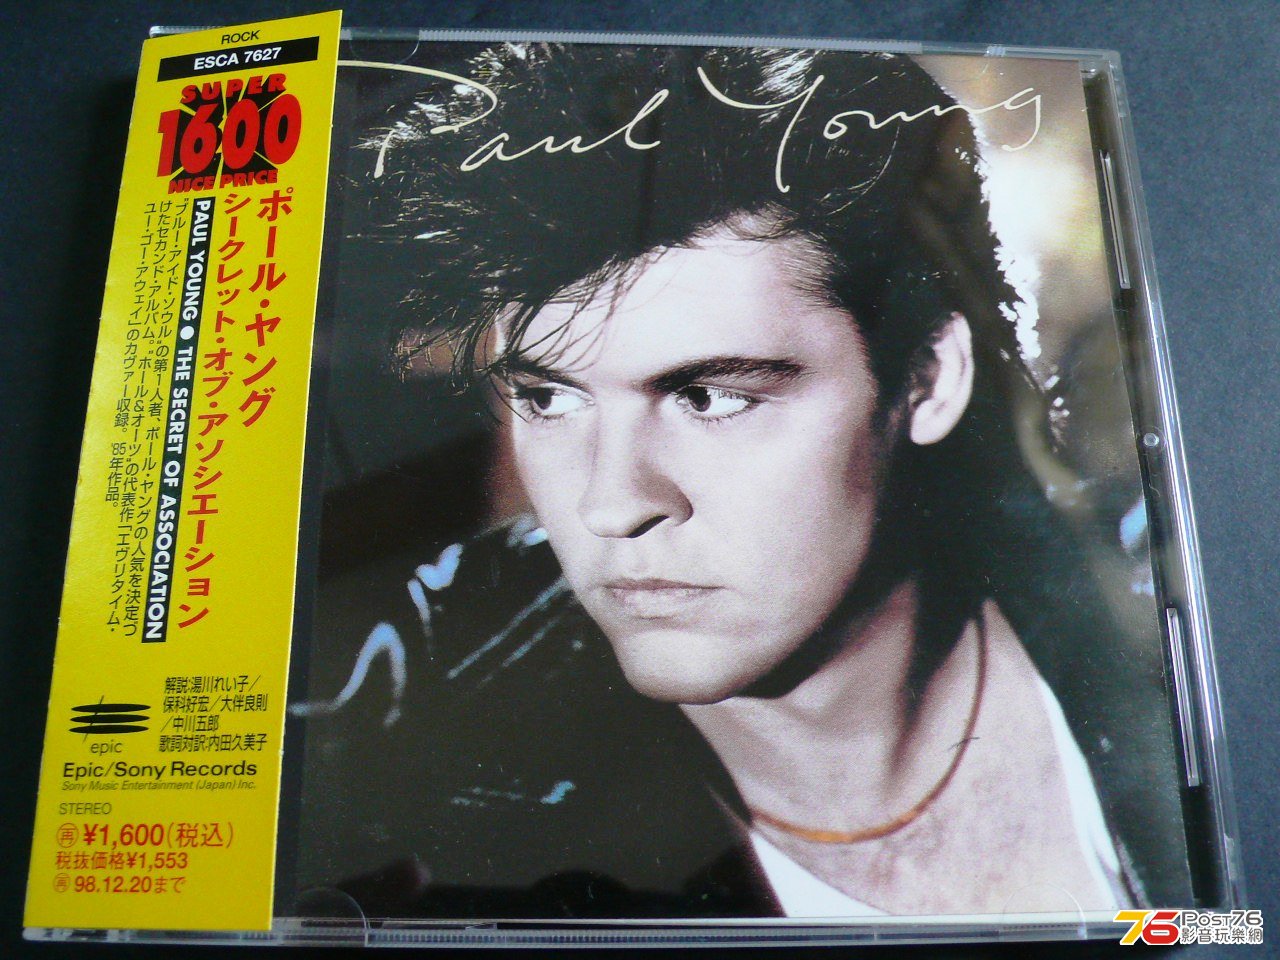 ROCK
ESCA 7627
SUPER
1600
NICE PRICE
ポール・ヤング
シークレット・オブ・アソシエーション
PAUL YOUNG ● THE SECRET OF ASSOCIATION
"ブルー・アイド・ソウル"の第1人者、ポール・ヤングの人気を決定づ
けたセカンド・アルバム。"ホール&オーツ"の代表作「エヴリタイム・
ユー・ゴー・アウェイ」のカヴァー収録。 '85年作品。
解説:湯川れい子/
保科好宏/大伴良則
/中川五郎
歌詞対訳:内田久美子
epic
Epic/Sony Records
Sony Music Entertainment (Japan) Inc.
STEREO
再 ¥1,600(税込)
税抜価格¥1,553
再 98.12.20まで
Paul Young
76 POST76
影音玩樂網